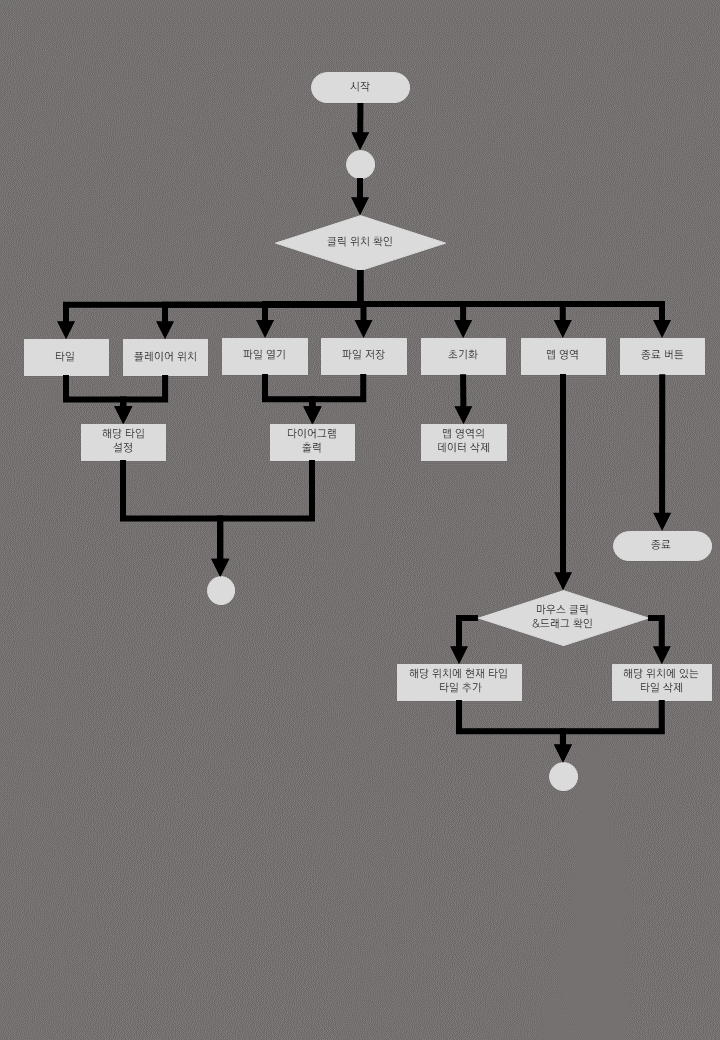 시작
클릭 위치 확인
타일
플레이어 위치
파일 열기
파일 저장
초기화
맵 영역
종료 버튼
해당 타입
설정
다이어그램
출력
맵 영역의
데이터 삭제
종료
마우스 클릭
&드래그 확인
해당 위치에 현재 타입
타일 추가
해당 위치에 있는
타일 삭제